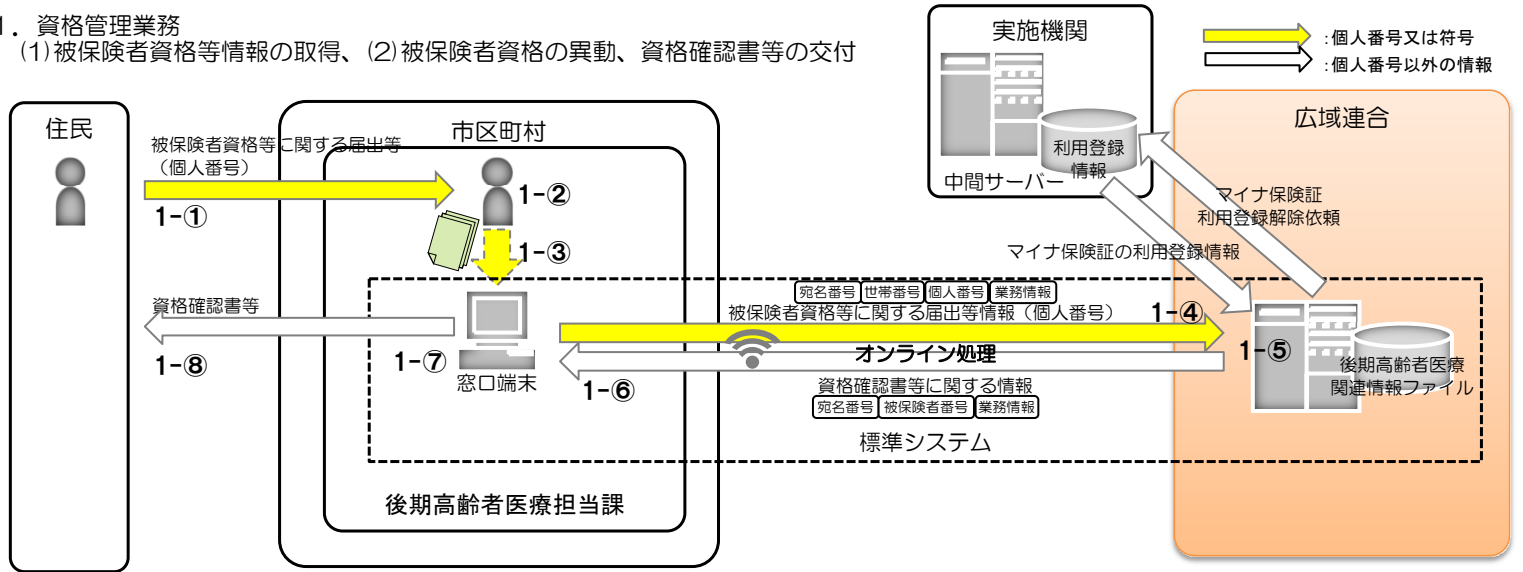 1．資格管理業務
(1)被保険者資格等情報の取得、(2)被保険者資格の異動、資格確認書等の交付
:個人番号又は符号
:個人番号以外の情報
実施機関
利用登録
情報
中間サーバー
広域連合
マイナ保険証
利用登録解除依頼
マイナ保険証の利用登録情報
住民
市区町村
被保険者資格等に関する届出等
（個人番号）
1-①
1-②
1-③
宛名番号 世帯番号 個人番号 業務情報
被保険者資格等に関する届出等情報（個人番号）
1-④
資格確認書等
1-⑧
1-⑦
窓口端末
オンライン処理
1-⑥
資格確認書等に関する情報
宛名番号 被保険者番号 業務情報
1-⑤
後期高齢者医療
関連情報ファイル
標準システム
後期高齢者医療担当課